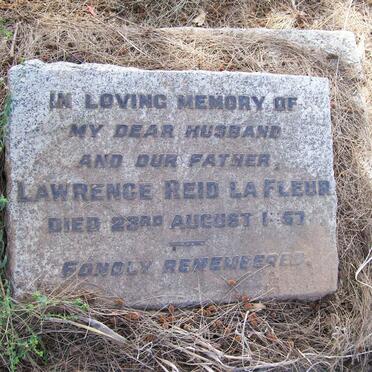 IN LOVING MEMORY OF
MY DEAR HUSBAND
AND OUR FATHER
LAWRENCE REID LA FLEUR
DIED 23RD AUGUST
FONDLY REMEMBERED